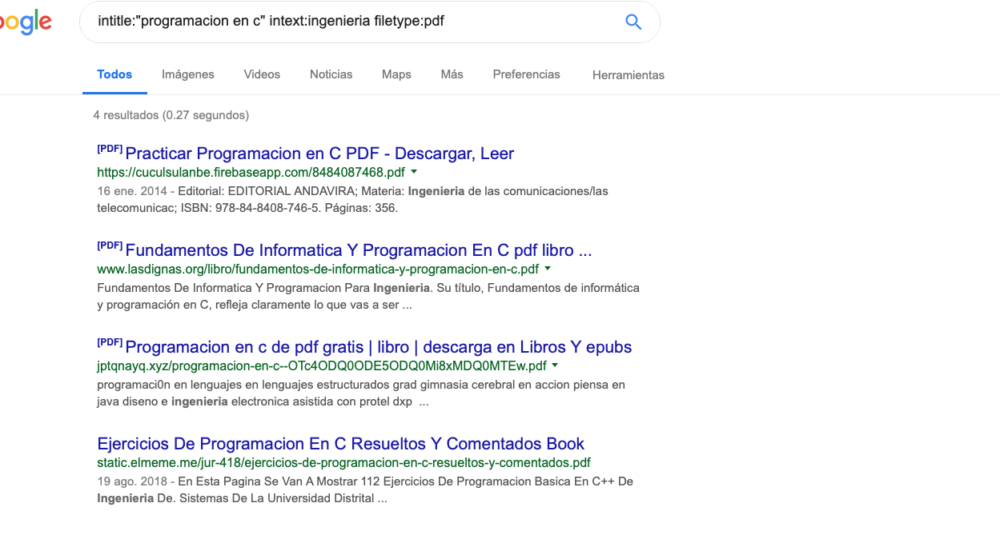 oogle
intitle:"programacion en c" intext:ingenieria filetype:pdf
Todos Imágenes Videos Noticias Maps Más Preferencias Herramientas
4 resultados (0.27 segundos)
[PDF] Practicar Programacion en C PDF - Descargar, Leer
https://cuculsulanbe.firebaseapp.com/8484087468.pdf
16 ene. 2014 - Editorial: EDITORIAL ANDAVIRA; Materia: Ingenieria de las comunicaciones/las
telecomunicac; ISBN: 978-84-8408-746-5. Páginas: 356.
[PDF] Fundamentos De Informatica Y Programacion En C pdf libro ...
www.lasdignas.org/libro/fundamentos-de-informatica-y-programacion-en-c.pdf
Fundamentos De Informatica Y Programacion Para Ingenieria. Su título, Fundamentos de informática
y programación en C, refleja claramente lo que vas a ser ...
[PDF] Programacion en c de pdf gratis | libro | descarga en Libros Y epubs
jptqnayq.xyz/programacion-en-c--OTc4ODQ0ODE5ODQ0Mi8xMDQ0MTEw.pdf
programaci0n en lenguajes en lenguajes estructurados grad gimnasia cerebral en accion piensa en
java diseno e ingenieria electronica asistida con protel dxp ...
Ejercicios De Programacion En C Resueltos Y Comentados Book
static.elmeme.me/jur-418/ejercicios-de-programacion-en-c-resueltos-y-comentados.pdf
19 ago. 2018 - En Esta Pagina Se Van A Mostrar 112 Ejercicios De Programacion Basica En C++ De
Ingenieria De. Sistemas De La Universidad Distrital ...